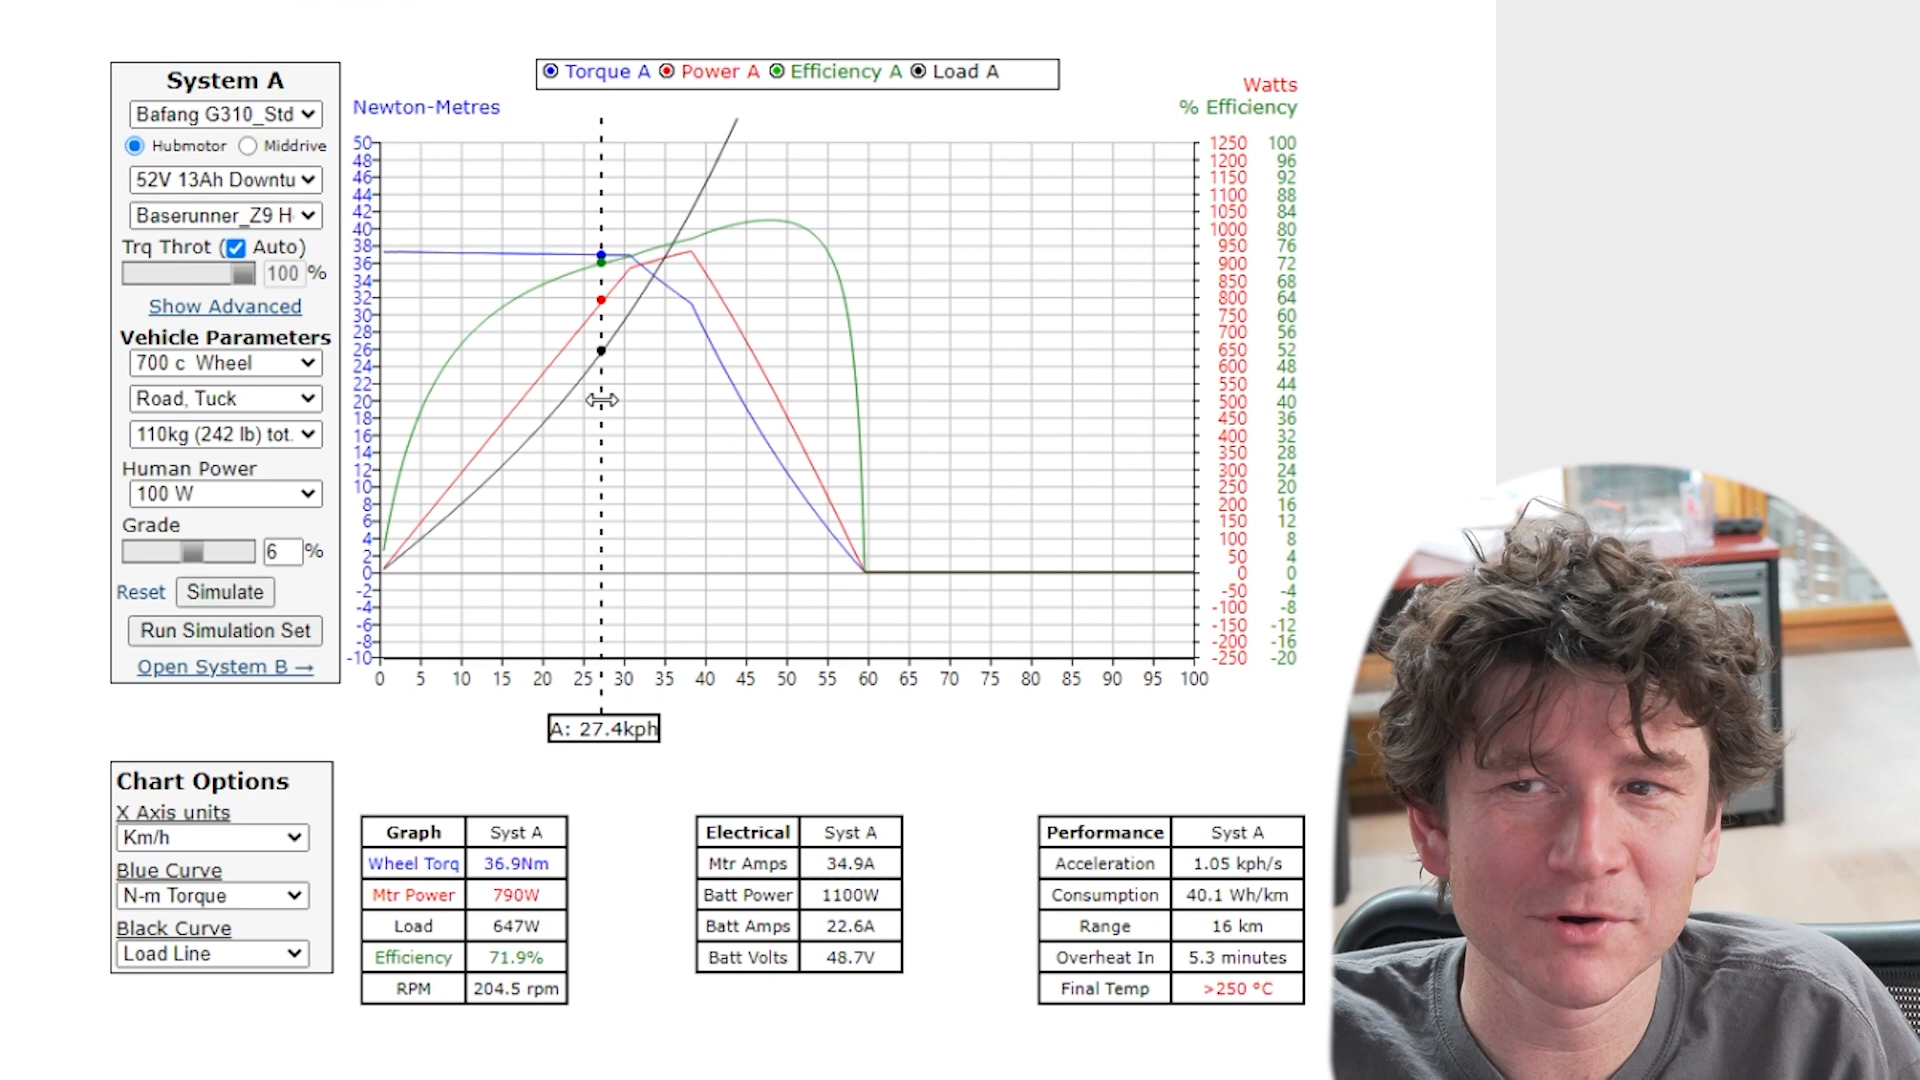 System A
Bafang G310_Std
Hubmotor Middrive
52V 13Ah Downtu
Baserunner_Z9 H
Trq Throt ( Auto)
100 %
Show Advanced
Vehicle Parameters
700 c Wheel
Road, Tuck
110kg (242 lb) tot.
Human Power
100 W
Grade
6 %
Reset Simulate
Run Simulation Set
Open System B →
Torque A Power A Efficiency A Load A
Newton-Metres
Watts
% Efficiency
50 1250 100
48 1200 96
46 1150 92
44 1100 88
42 1050 84
40 1000 80
38 950 76
36 900 72
34 850 68
32 800 64
30 750 60
28 700 56
26 650 52
24 600 48
22 550 44
20 500 40
18 450 36
16 400 32
14 350 28
12 300 24
10 250 20
8 200 16
6 150 12
4 100 8
2 50 4
0 0 0
-2 -50 -4
-4 -100 -8
-6 -150 -12
-8 -200 -16
-10 -250 -20
0 5 10 15 20 25 30 35 40 45 50 55 60 65 70 75 80 85 90 95 100
A: 27.4kph
Chart Options
X Axis units
Km/h
Blue Curve
N-m Torque
Black Curve
Load Line
Graph Syst A
Wheel Torq 36.9Nm
Mtr Power 790W
Load 647W
Efficiency 71.9%
RPM 204.5 rpm
Electrical Syst A
Mtr Amps 34.9A
Batt Power 1100W
Batt Amps 22.6A
Batt Volts 48.7V
Performance Syst A
Acceleration 1.05 kph/s
Consumption 40.1 Wh/km
Range 16 km
Overheat In 5.3 minutes
Final Temp >250 °C